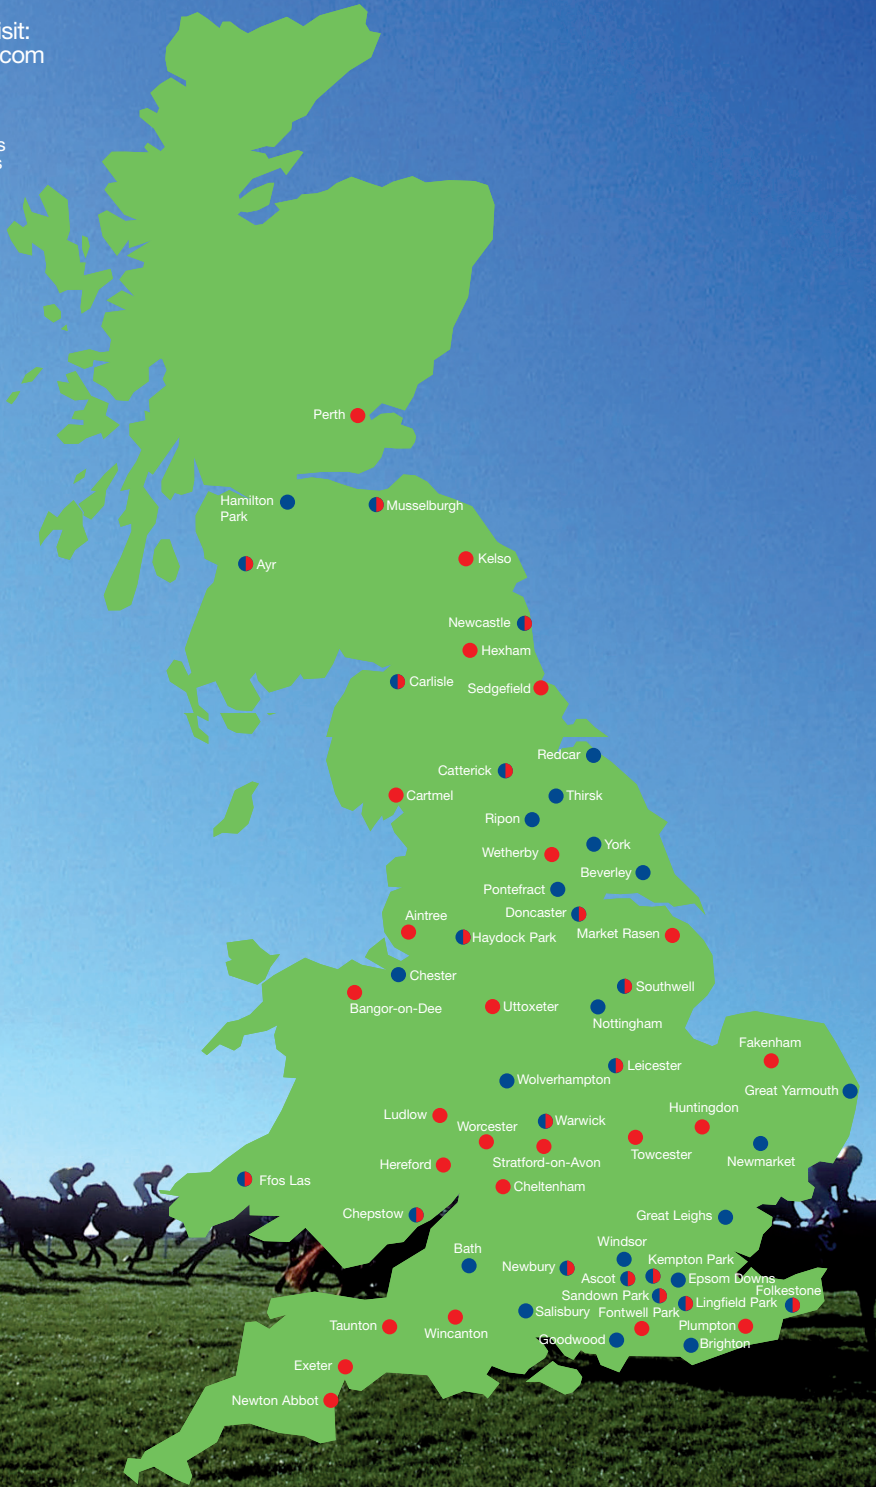 isit:
com
s
s
Perth
Hamilton
Park
Musselburgh
Ayr
Kelso
Newcastle
Hexham
Carlisle
Sedgefield
Redcar
Catterick
Cartmel
Thirsk
Ripon
York
Wetherby
Beverley
Pontefract
Doncaster
Aintree
Haydock Park
Market Rasen
Chester
Southwell
Bangor-on-Dee
Uttoxeter
Nottingham
Fakenham
Leicester
Wolverhampton
Great Yarmouth
Huntingdon
Ludlow
Worcester
Warwick
Towcester
Stratford-on-Avon
Newmarket
Hereford
Ffos Las
Cheltenham
Chepstow
Great Leighs
Windsor
Bath
Newbury
Kempton Park
Ascot
Epsom Downs
Folkestone
Sandown Park
Lingfield Park
Salisbury
Fontwell Park
Taunton
Wincanton
Plumpton
Goodwood
Brighton
Exeter
Newton Abbot